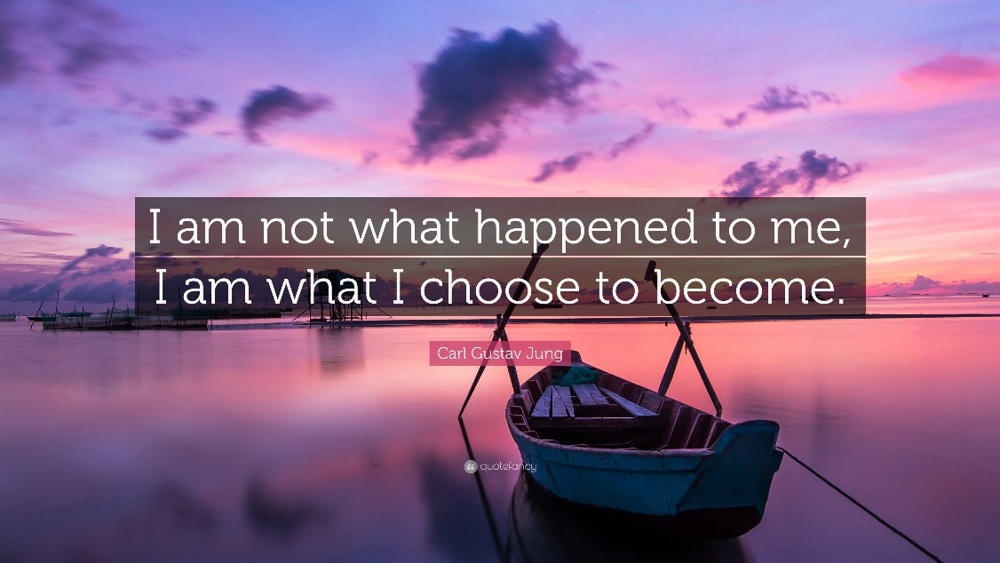 I am not what happened to me,
I am what I choose to become.
Carl Gustav Jung
quotefancy